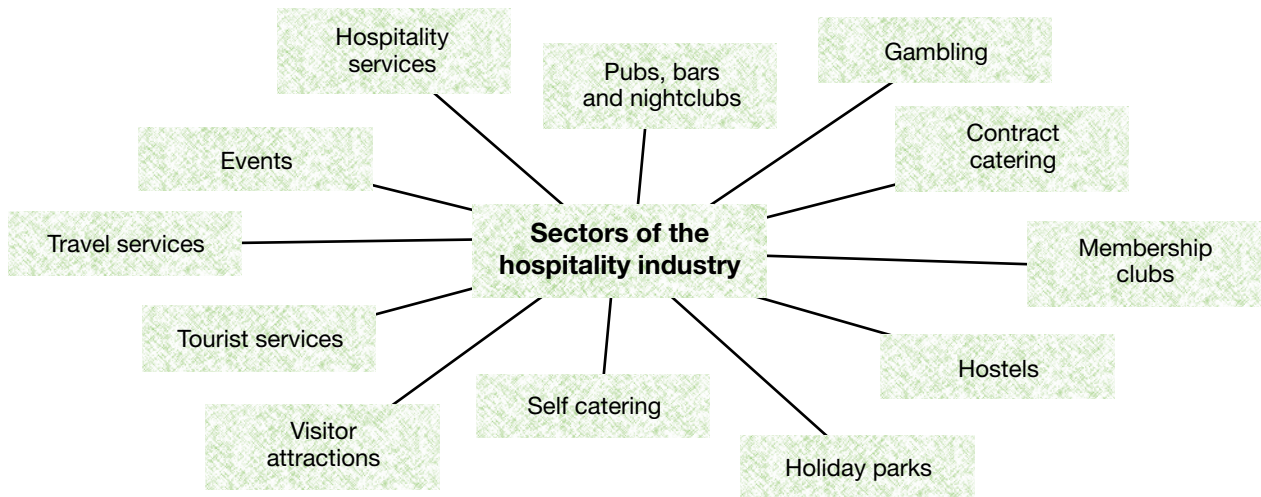 Hospitality
services
Pubs, bars
and nightclubs
Gambling
Contract
catering
Events
Travel services
Sectors of the
hospitality industry
Membership
clubs
Tourist services
Hostels
Self catering
Visitor
attractions
Holiday parks